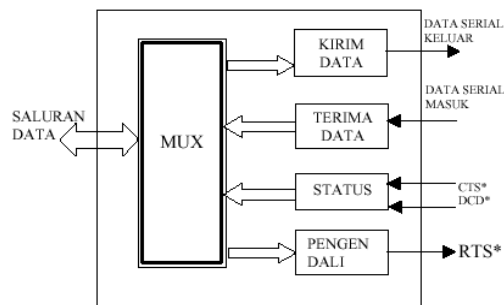 SALURAN
DATA
MUX
KIRIM
DATA
DATA SERIAL
KELUAR
TERIMA
DATA
DATA SERIAL
MASUK
STATUS
CTS*
DCD*
PENGEN
DALI
RTS*